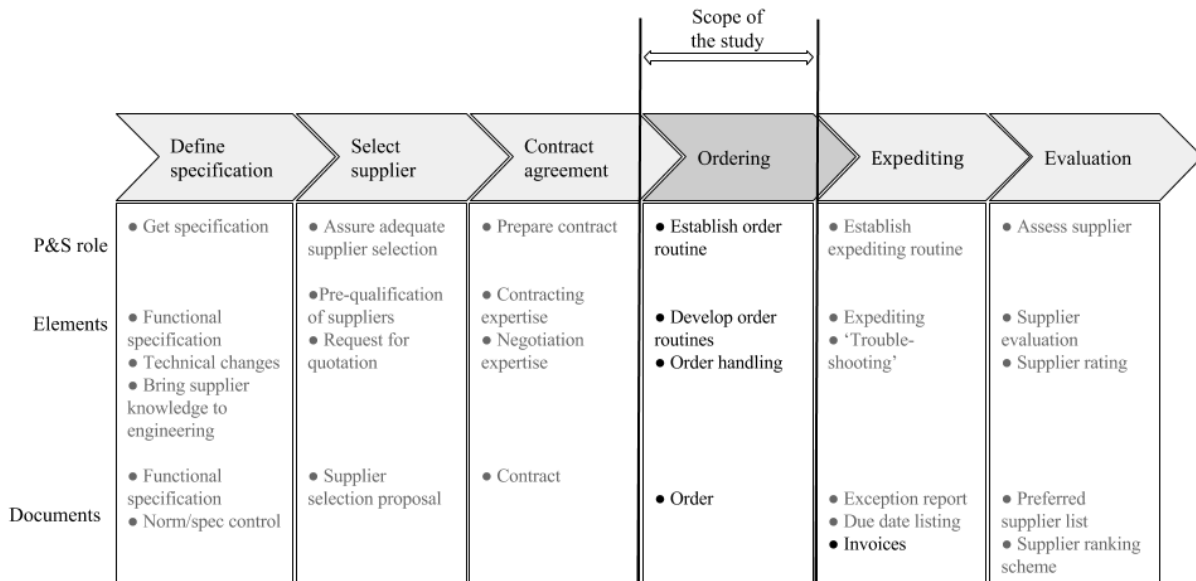 Scope of
the study
Define
specification
Select
supplier
Contract
agreement
Ordering
Expediting
Evaluation
P&S role
● Get specification
● Assure adequate
supplier selection
● Prepare contract
● Establish order
routine
● Establish
expediting routine
● Assess supplier
Elements
● Functional
specification
● Technical changes
● Bring supplier
knowledge to
engineering
●Pre-qualification
of suppliers
● Request for
quotation
● Contracting
expertise
● Negotiation
expertise
● Develop order
routines
● Order handling
● Expediting
● ‘Trouble-
shooting’
● Supplier
evaluation
● Supplier rating
Documents
● Functional
specification
● Norm/spec control
● Supplier
selection proposal
● Contract
● Order
● Exception report
● Due date listing
● Invoices
● Preferred
supplier list
● Supplier ranking
scheme